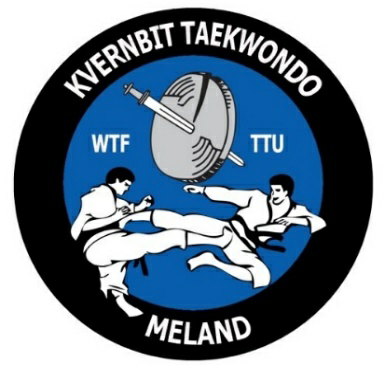 KVERNBIT TAEKWONDO
WTF TTU
MELAND